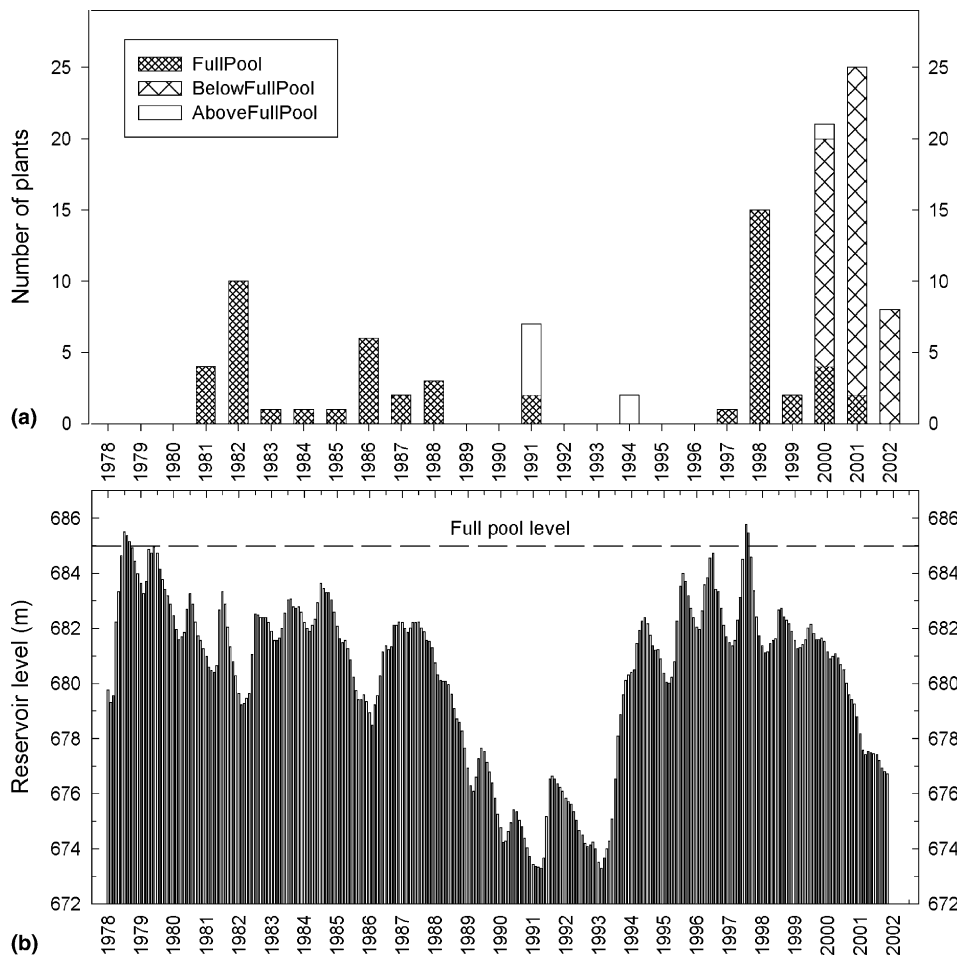 25 25
20 20
15 15
10 10
5 5
0 0
Number of plants
FullPool
BelowFullPool
AboveFullPool
(a)
1978 1979 1980 1981 1982 1983 1984 1985 1986 1987 1988 1989 1990 1991 1992 1993 1994 1995 1996 1997 1998 1999 2000 2001 2002
686 686
Full pool level
684 684
682 682
680 680
678 678
676 676
674 674
672 672
Reservoir level (m)
(b)
1978 1979 1980 1981 1982 1983 1984 1985 1986 1987 1988 1989 1990 1991 1992 1993 1994 1995 1996 1997 1998 1999 2000 2001 2002